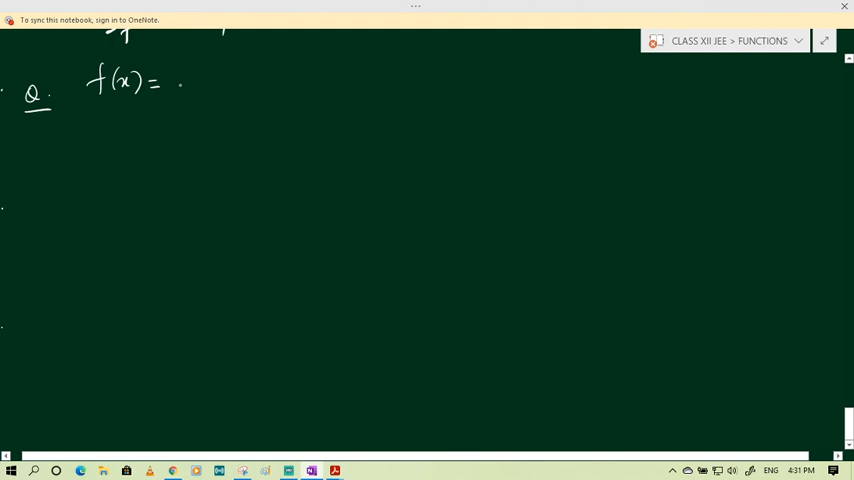 To sync this notebook, sign in to OneNote.
CLASS XII JEE > FUNCTIONS
Q. f(x) =
ENG 4:31 PM